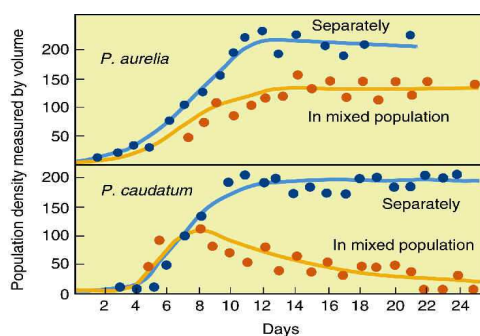 Population density measured by volume
200
150
100
50
P. aurelia
Separately
In mixed population
200
150
100
50
0
P. caudatum
Separately
In mixed population
2 4 6 8 10 12 14 16 18 20 22 24
Days